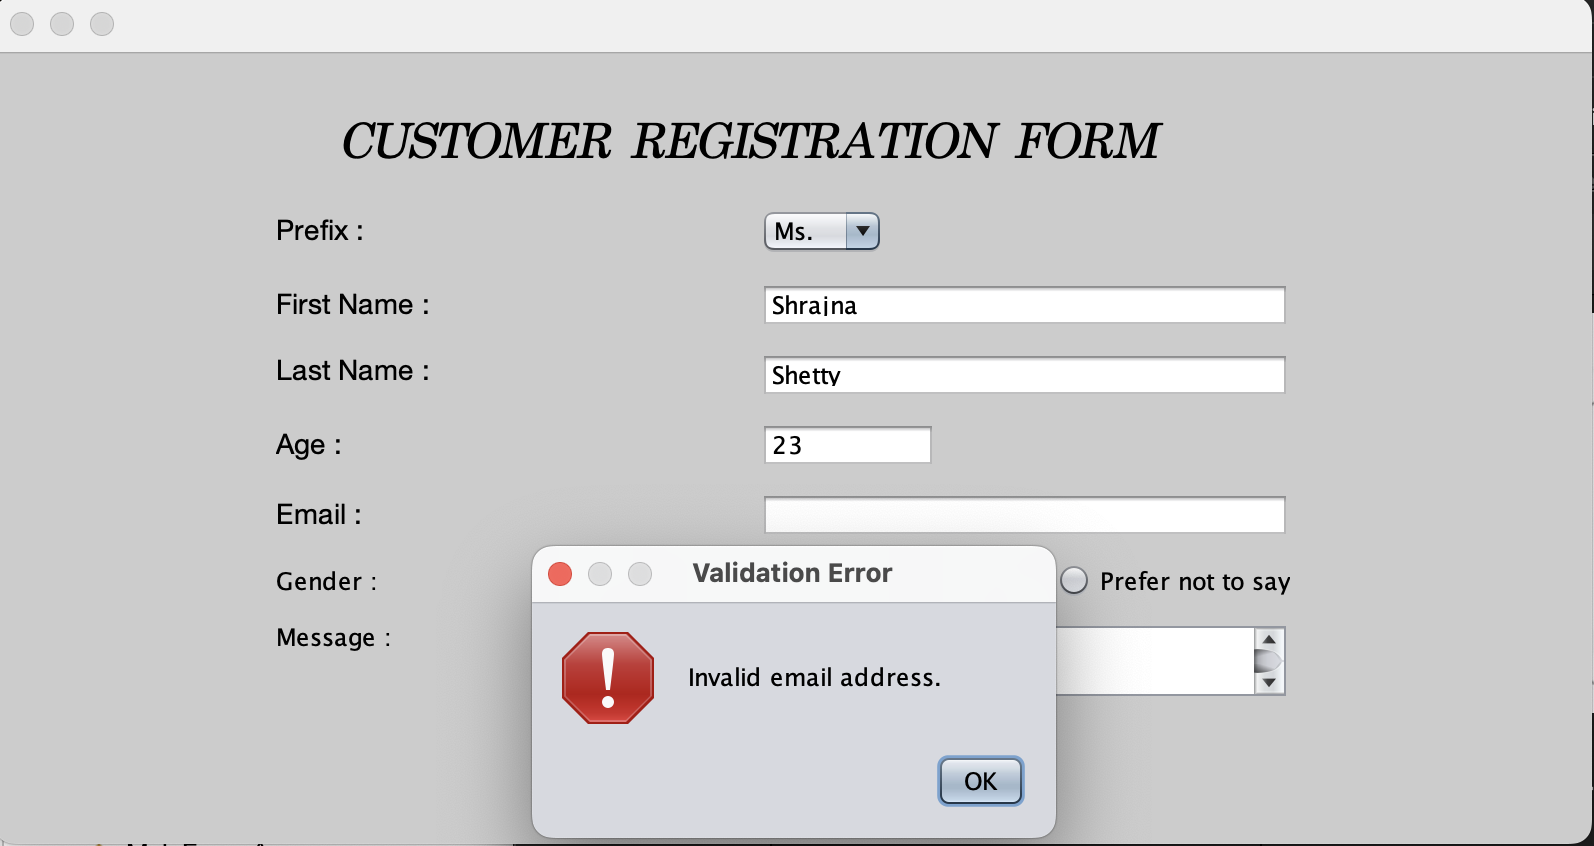 CUSTOMER REGISTRATION FORM
Prefix : Ms.
First Name : Shrajna
Last Name : Shetty
Age : 23
Email :
Validation Error
Gender : Prefer not to say
Message :
Invalid email address.
OK